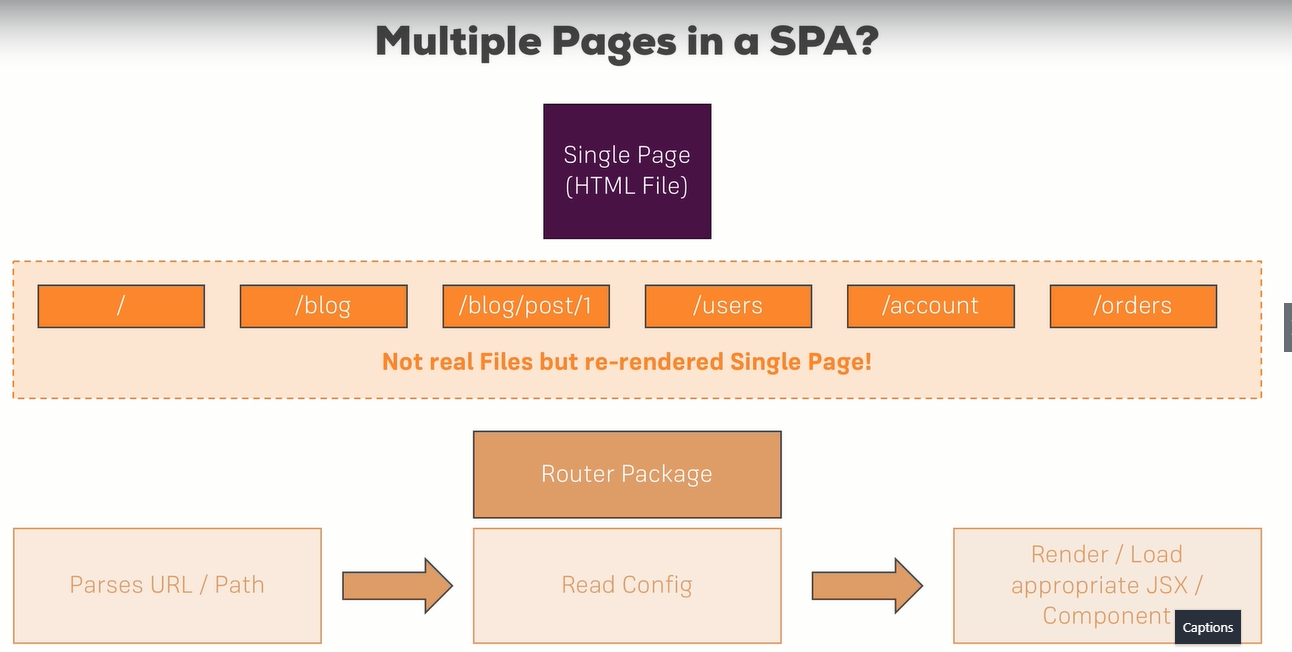 Multiple Pages in a SPA?
Single Page
(HTML File)
/
/blog
/blog/post/1
/users
/account
/orders
Not real Files but re-rendered Single Page!
Router Package
Parses URL / Path
Read Config
Render / Load
appropriate JSX /
Component
Captions